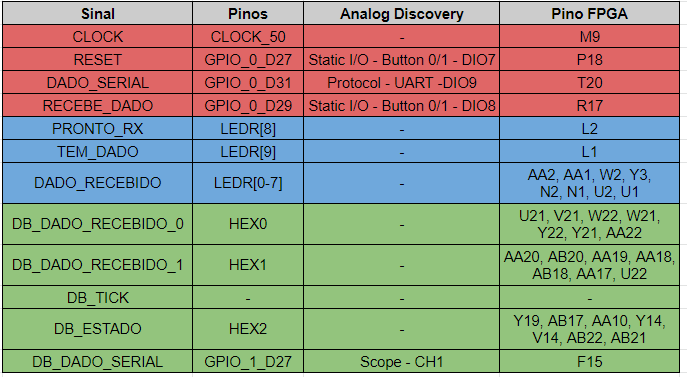 Sinal Pinos Analog Discovery Pino FPGA
CLOCK CLOCK_50 - M9
RESET GPIO_0_D27 Static I/O - Button 0/1 - DIO7 P18
DADO_SERIAL GPIO_0_D31 Protocol - UART -DIO9 T20
RECEBE_DADO GPIO_0_D29 Static I/O - Button 0/1 - DIO8 R17
PRONTO_RX LEDR[8] - L2
TEM_DADO LEDR[9] - L1
DADO_RECEBIDO LEDR[0-7] - AA2, AA1, W2, Y3,
N2, N1, U2, U1
DB_DADO_RECEBIDO_0 HEX0 - U21, V21, W22, W21,
Y22, Y21, AA22
DB_DADO_RECEBIDO_1 HEX1 - AA20, AB20, AA19, AA18,
AB18, AA17, U22
DB_TICK - - -
DB_ESTADO HEX2 - Y19, AB17, AA10, Y14,
V14, AB22, AB21
DB_DADO_SERIAL GPIO_1_D27 Scope - CH1 F15